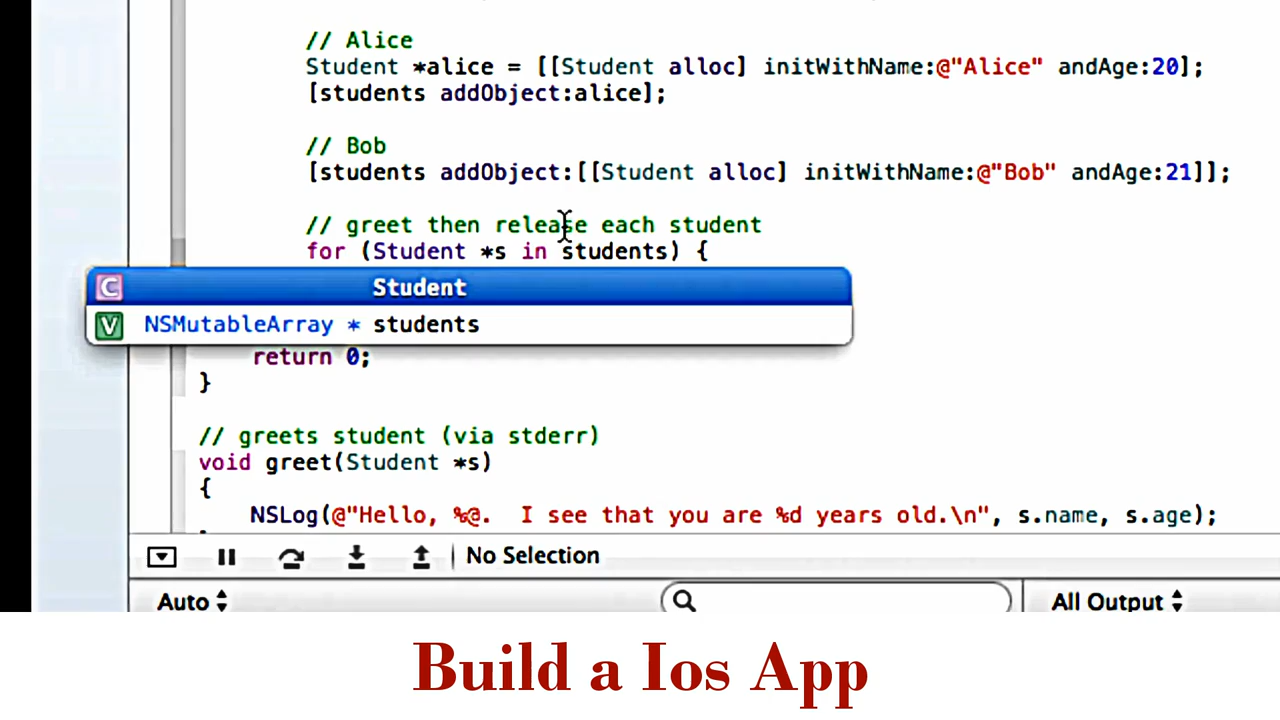 // Alice
Student *alice = [[Student alloc] initWithName:@"Alice" andAge:20];
[students addObject:alice];
// Bob
[students addObject:[[Student alloc] initWithName:@"Bob" andAge:21]];
// greet then release each student
for (Student *s in students) {
C Student
V NSMutableArray * students
return 0;
}
// greets student (via stderr)
void greet(Student *s)
{
NSLog(@"Hello, %@.  I see that you are %d years old.\n", s.name, s.age);
No Selection
Auto
All Output
Build a Ios App